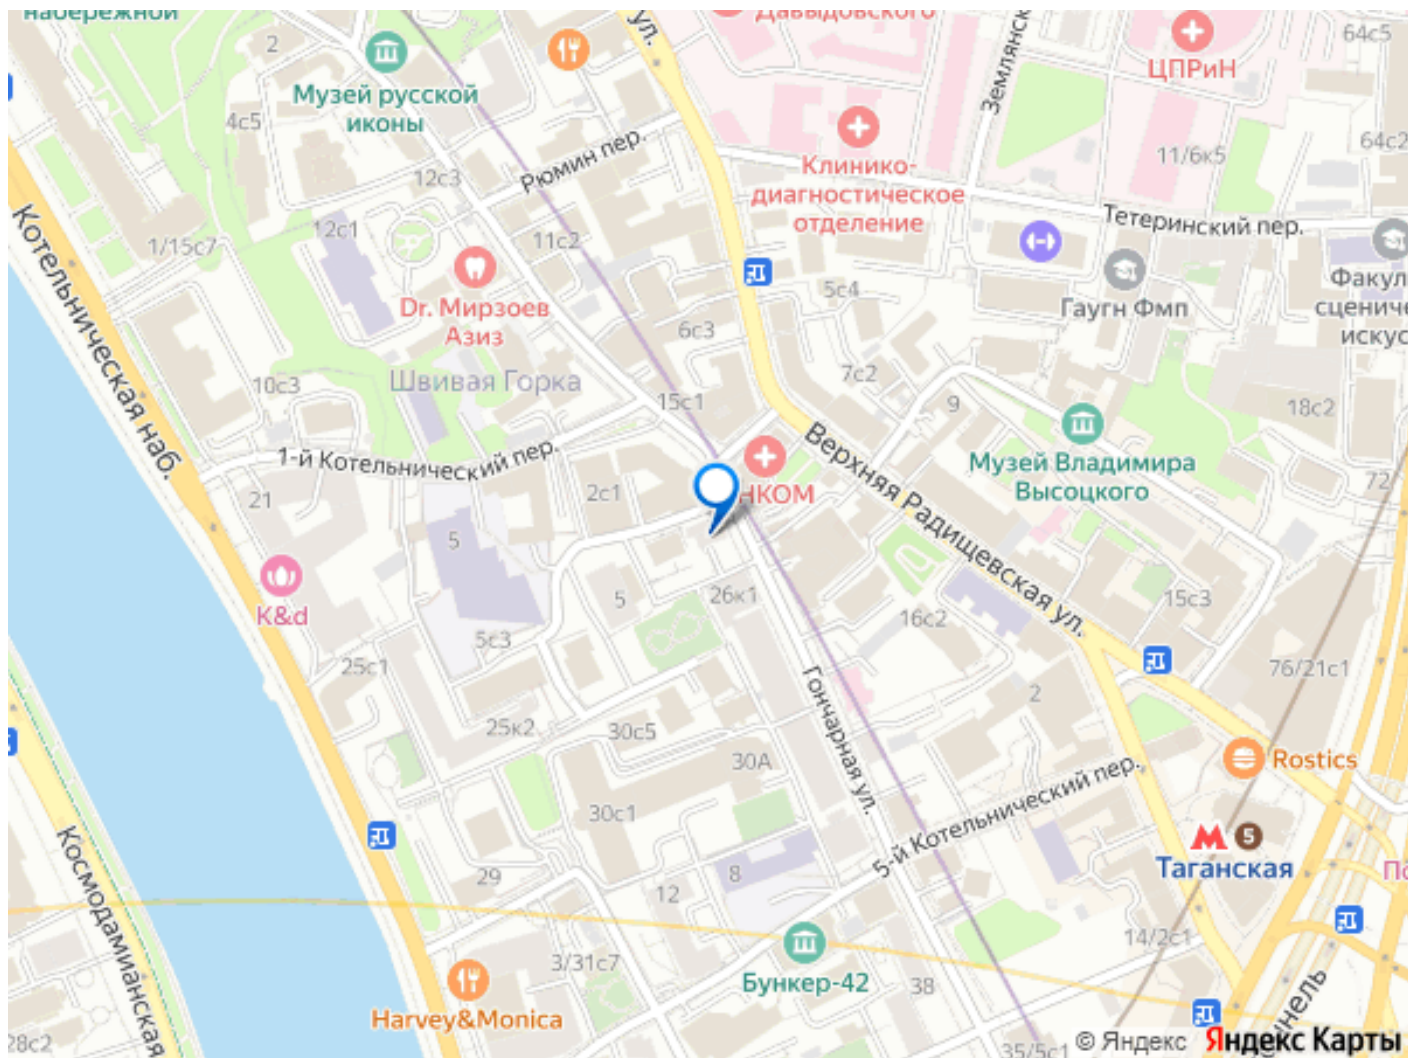 набережной
2
Музей русской
иконы
4с5
12с3
Рюмин пер.
ул.
Давыдовского
Землянск
ЦПРиН
64с5
64с2
11/6к5
Клинико-
диагностическое
отделение
Тетеринский пер.
Котельническая наб.
1/15с7
12с1
11с2
Dr. Мирзоев
Азиз
5с4
Гаугн Фмп
Факул
сцениче
искус
6с3
7с2
10с3
Швивая Горка
15с1
9
18с2
1-й Котельнический пер.
Верхняя Радищевская ул.
Музей Владимира
Высоцкого
72
21
2с1
НКОМ
5
K&d
5
26к1
16с2
15с3
5с3
25с1
76/21с1
2
25к2
30с5
30А
Гончарная ул.
Rostics
30с1
5-й Котельнический пер.
5
Таганская
Космодамианская
29
12
8
14/2с1
3/31с7
Бункер-42
38
Harvey&Monica
28с2
35/5с1
нель
© Яндекс
Яндекс Карты